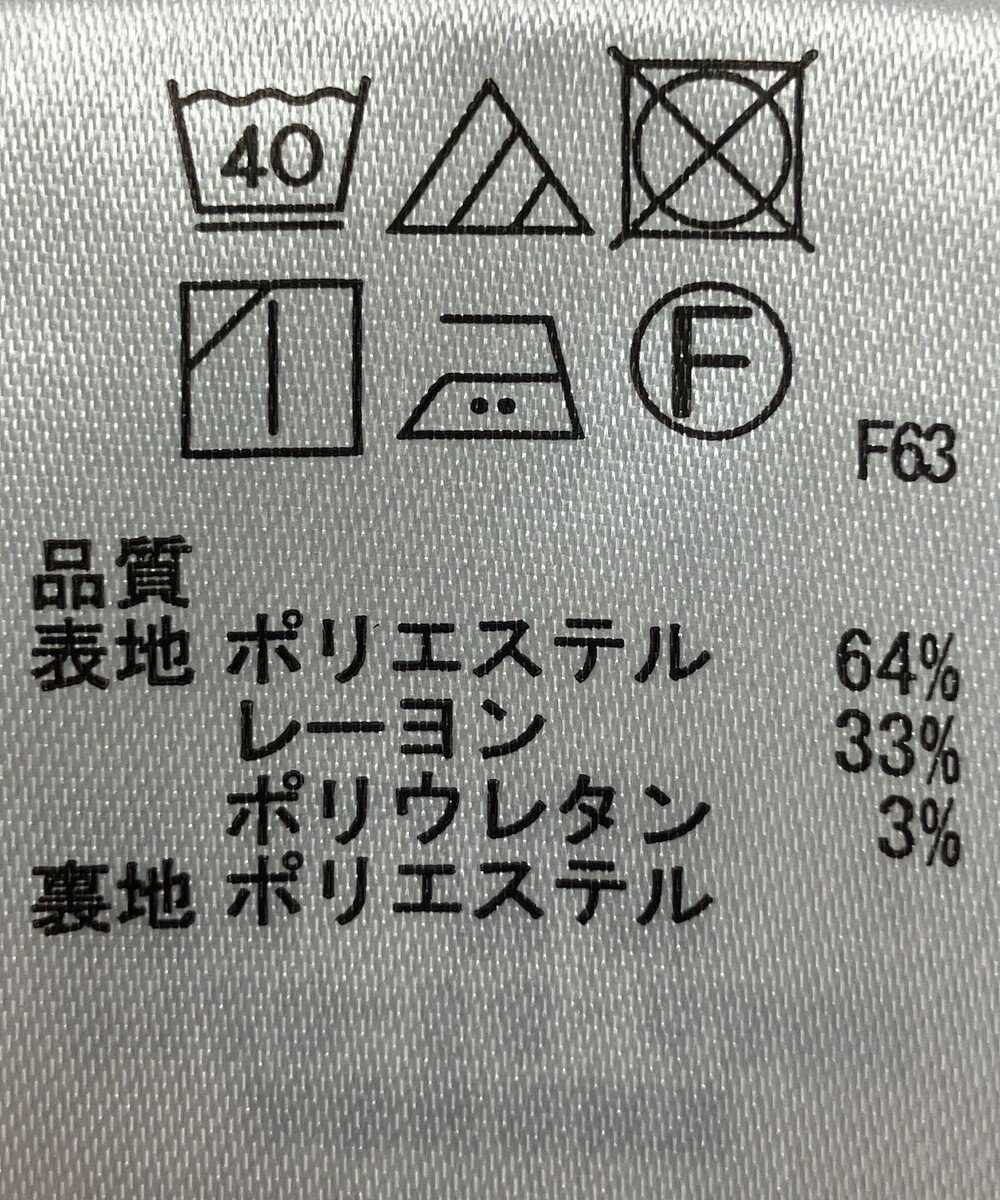 40
F
F63
品質
表地 ポリエステル 64%
レーヨン 33%
ポリウレタン 3%
裏地 ポリエステル